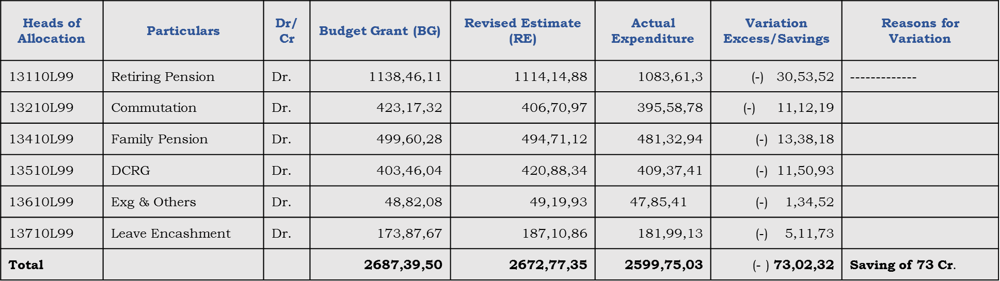 Heads of Allocation Particulars Dr/ Cr Budget Grant (BG) Revised Estimate (RE) Actual Expenditure Variation Excess/Savings Reasons for Variation
13110L99 Retiring Pension Dr. 1138,46,11 1114,14,88 1083,61,3 (-) 30,53,52 -------------
13210L99 Commutation Dr. 423,17,32 406,70,97 395,58,78 (-) 11,12,19
13410L99 Family Pension Dr. 499,60,28 494,71,12 481,32,94 (-) 13,38,18
13510L99 DCRG Dr. 403,46,04 420,88,34 409,37,41 (-) 11,50,93
13610L99 Exg & Others Dr. 48,82,08 49,19,93 47,85,41 (-) 1,34,52
13710L99 Leave Encashment Dr. 173,87,67 187,10,86 181,99,13 (-) 5,11,73
Total 2687,39,50 2672,77,35 2599,75,03 (- ) 73,02,32 Saving of 73 Cr.